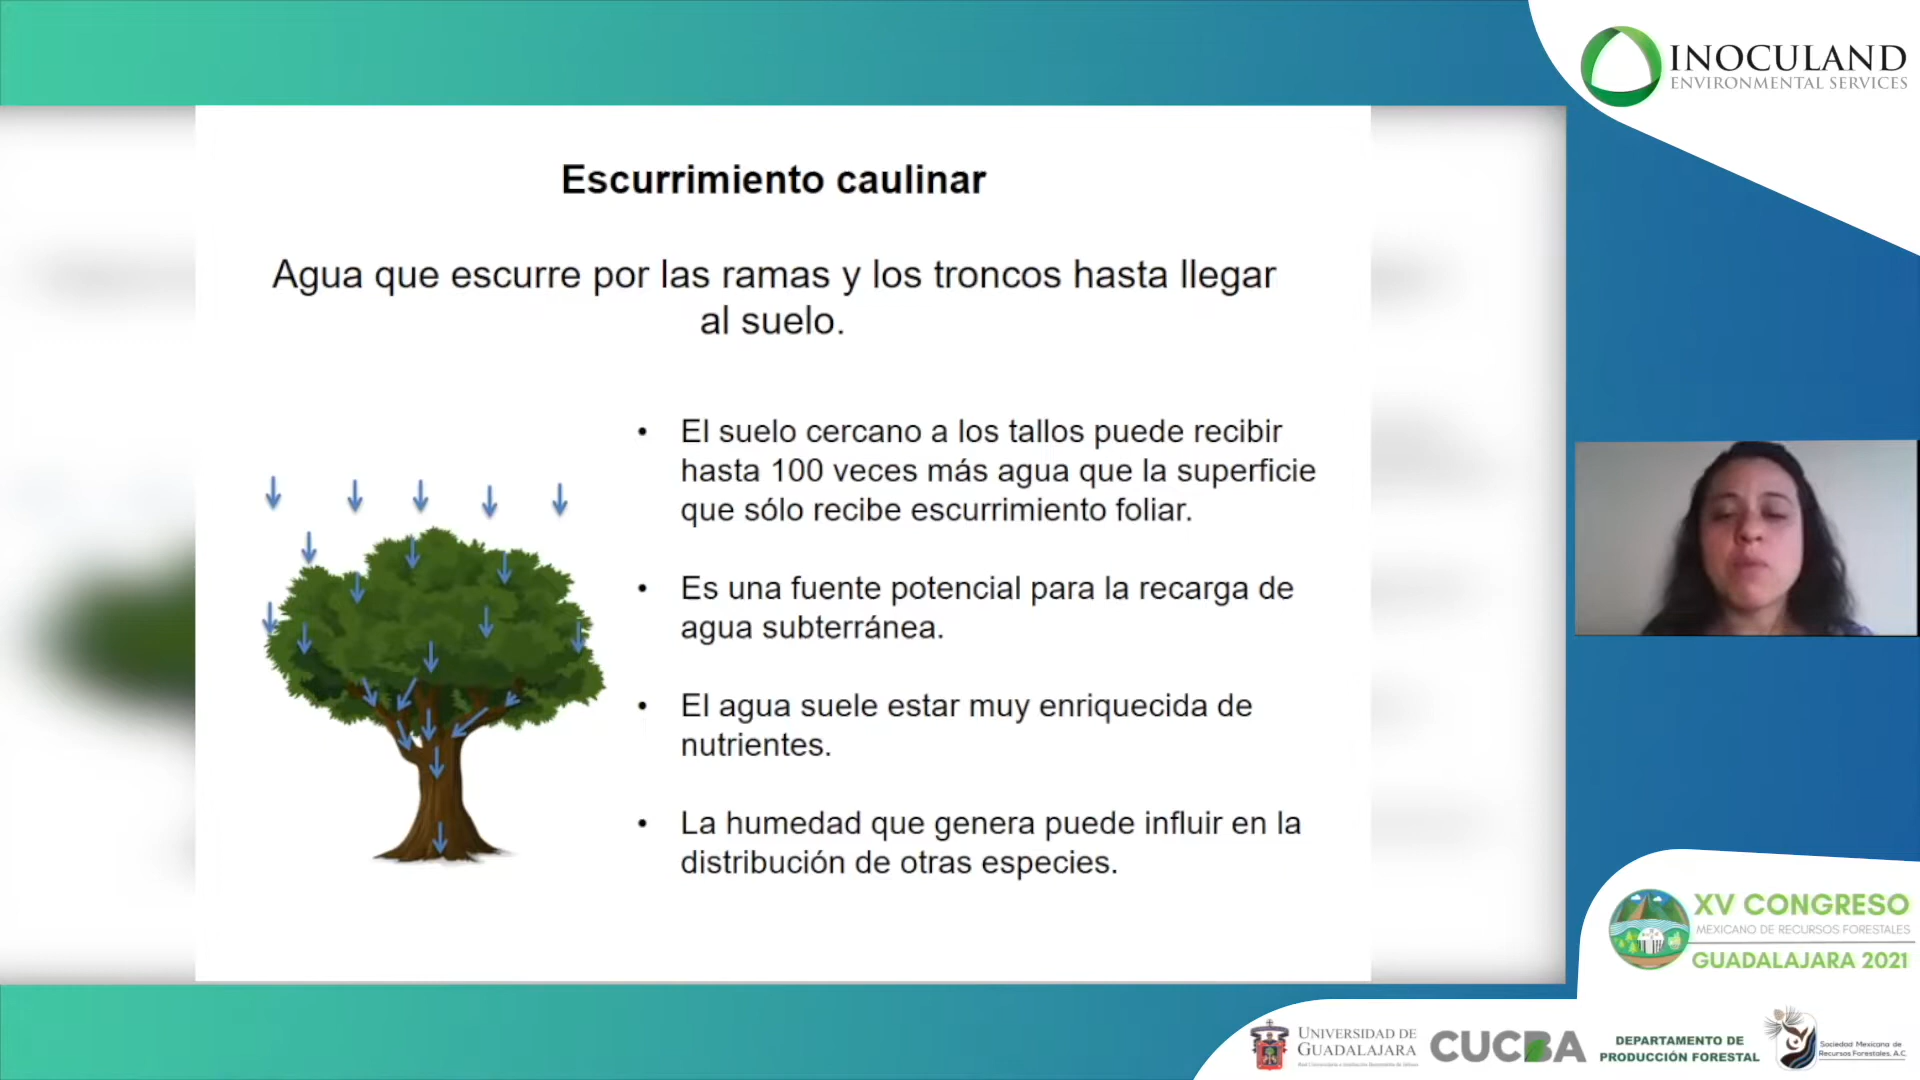 INOCULAND
ENVIRONMENTAL SERVICES
Escurrimiento caulinar
Agua que escurre por las ramas y los troncos hasta llegar
al suelo.
• El suelo cercano a los tallos puede recibir
hasta 100 veces más agua que la superficie
que sólo recibe escurrimiento foliar.
• Es una fuente potencial para la recarga de
agua subterránea.
• El agua suele estar muy enriquecida de
nutrientes.
• La humedad que genera puede influir en la
distribución de otras especies.
XV CONGRESO
MEXICANO DE RECURSOS FORESTALES
GUADALAJARA 2021
UNIVERSIDAD DE
GUADALAJARA
CUCBA
DEPARTAMENTO DE
PRODUCCIÓN FORESTAL
Sociedad Mexicana de
Recursos Forestales, A.C.